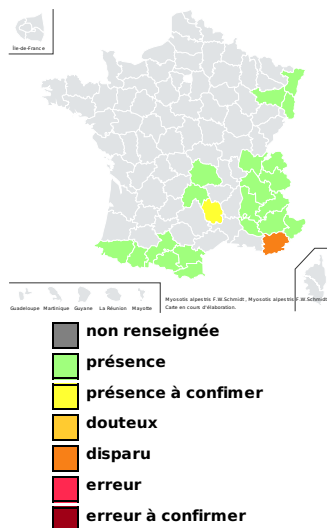 Île-de-France
Guadeloupe Martinique Guyane La Réunion Mayotte
Myosotis alpestris F.W.Schmidt , Myosotis alpestris F.W.Schmidt
Carte en cours d'élaboration.
non renseignée
présence
présence à confimer
douteux
disparu
erreur
erreur à confirmer